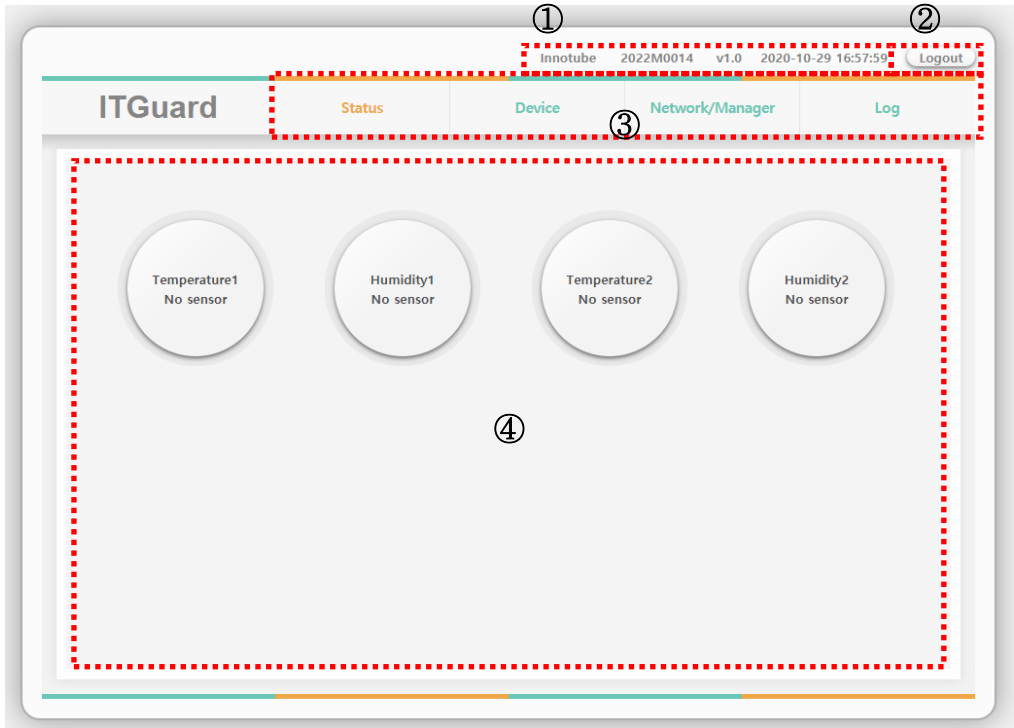 ① ②
Innotube 2022M0014 v1.0 2020-10-29 16:57:59 Logout
ITGuard Status Device Network/Manager Log
③
Temperature1 Humidity1 Temperature2 Humidity2
No sensor No sensor No sensor No sensor
④